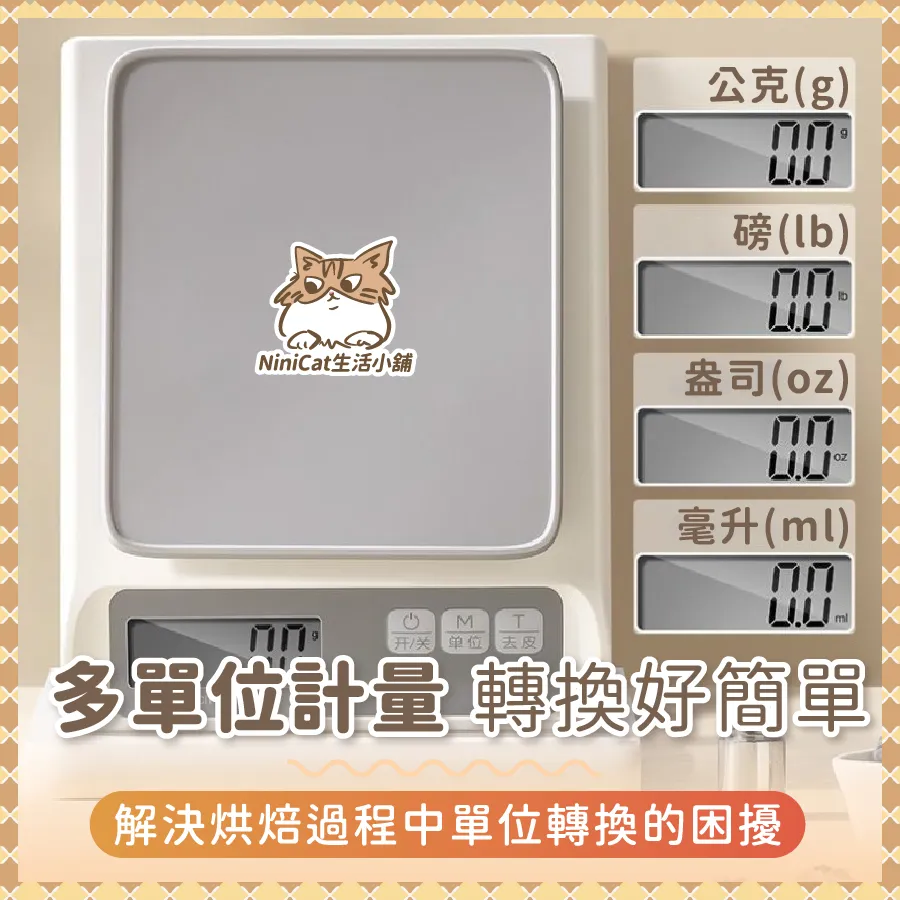 公克(g)
0.0 g
磅(lb)
0.0 lb
盎司(oz)
0.0 oz
毫升(ml)
0.0 ml
NiniCat生活小舖
0.0 g
开/关
M
单位
T
去皮
多單位計量 轉換好簡單
解決烘焙過程中單位轉換的困擾